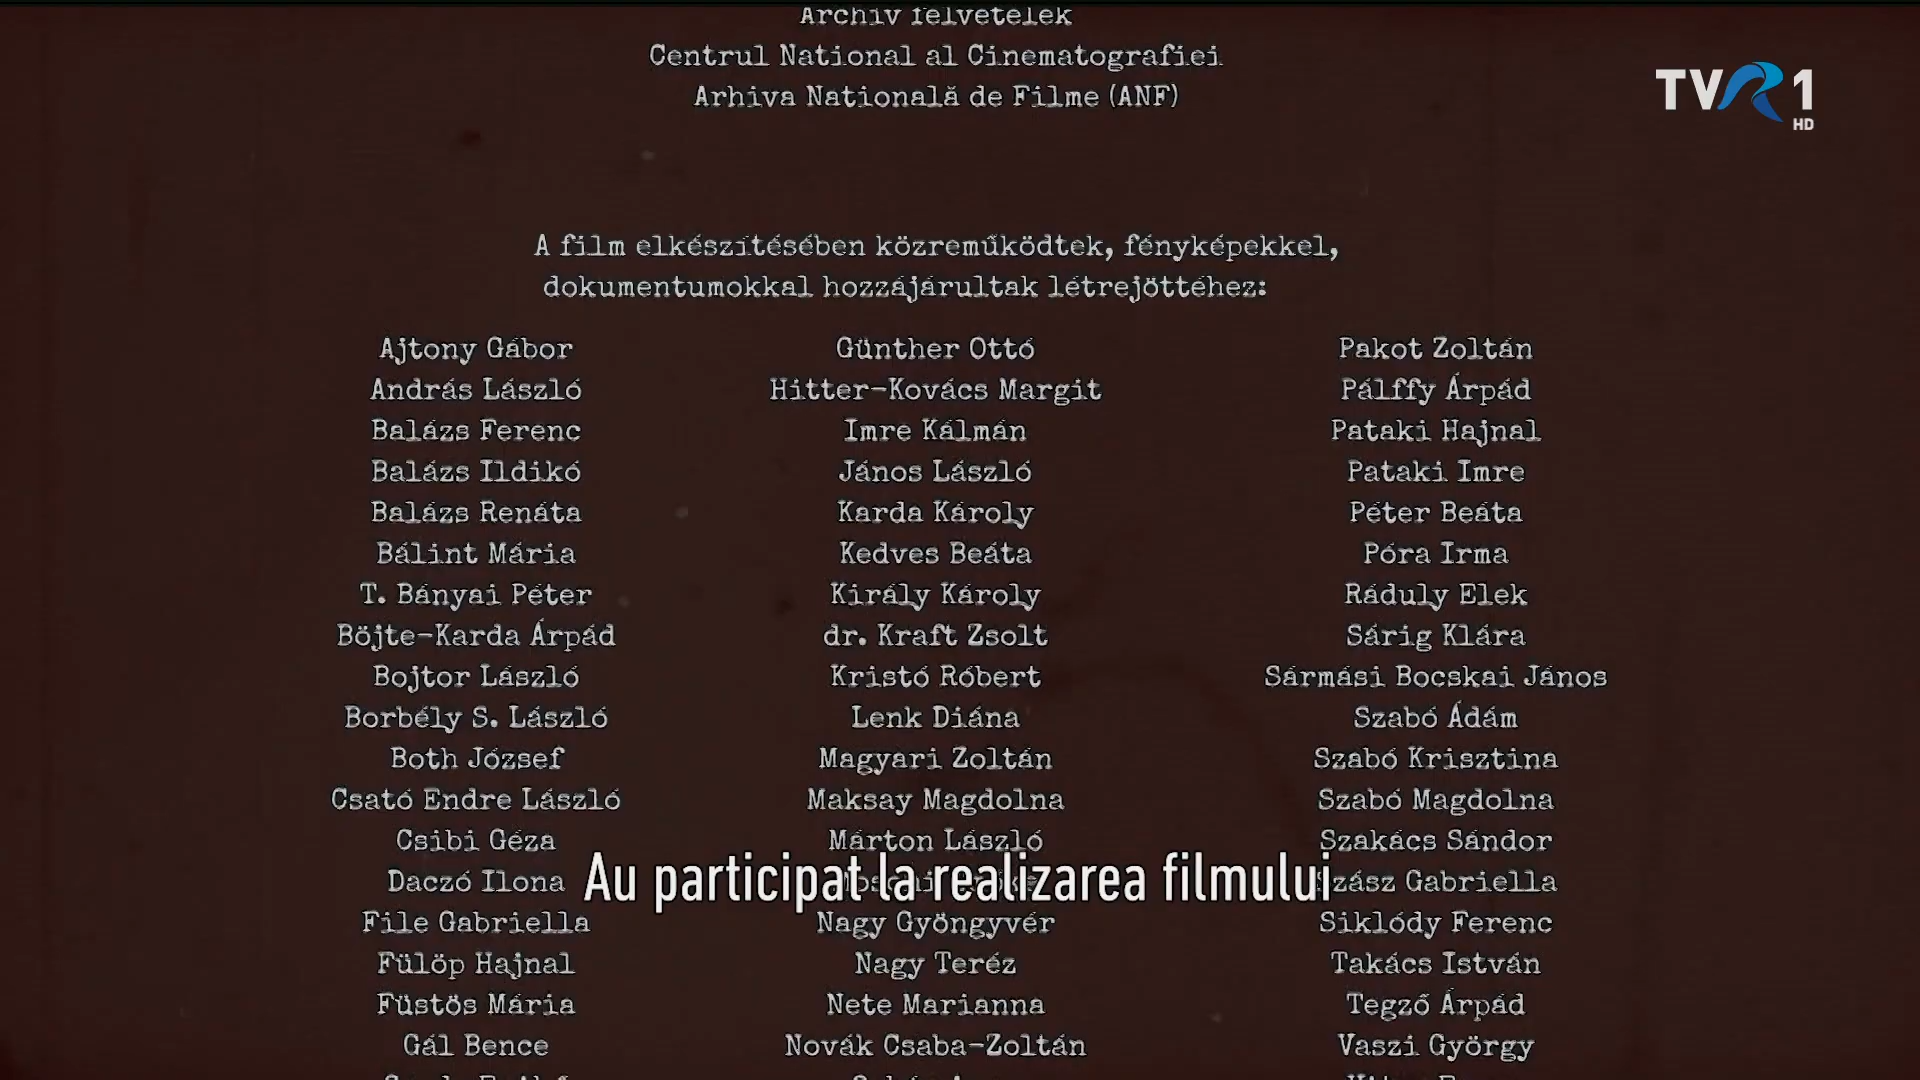 Archív felvételek
Centrul National al Cinematografiei
Arhiva Natională de Filme (ANF)
TVR1
HD
A film elkészítésében közreműködtek, fényképekkel,
dokumentumokkal hozzájárultak létrejöttéhez:
Ajtony Gábor
András László
Balázs Ferenc
Balázs Ildikó
Balázs Renáta
Bálint Mária
T. Bányai Péter
Böjte-Karda Árpád
Bojtor László
Borbély S. László
Both József
Csató Endre László
Csibi Géza
Daczó Ilona
File Gabriella
Fülöp Hajnal
Füstös Mária
Gál Bence
Günther Ottó
Hitter-Kovács Margit
Imre Kálmán
János László
Karda Károly
Kedves Beáta
Király Károly
dr. Kraft Zsolt
Kristó Róbert
Lenk Diána
Magyari Zoltán
Maksay Magdolna
Márton László
Nagy Gyöngyvér
Nagy Teréz
Nete Marianna
Novák Csaba-Zoltán
Pakot Zoltán
Pálffy Árpád
Pataki Hajnal
Pataki Imre
Péter Beáta
Póra Irma
Ráduly Elek
Sárig Klára
Sármási Bocskai János
Szabó Ádám
Szabó Krisztina
Szabó Magdolna
Szakács Sándor
Szász Gabriella
Siklódy Ferenc
Takács István
Tegző Árpád
Vaszi György
Au participat la realizarea filmului